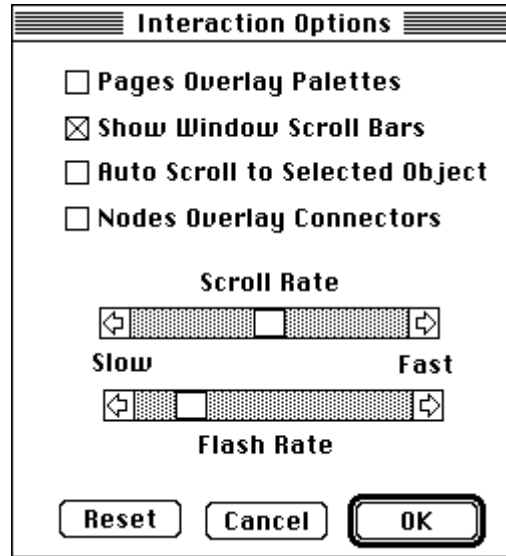 Interaction Options
Pages Overlay Palettes
Show Window Scroll Bars
Auto Scroll to Selected Object
Nodes Overlay Connectors
Scroll Rate
Slow Fast
Flash Rate
Reset Cancel OK